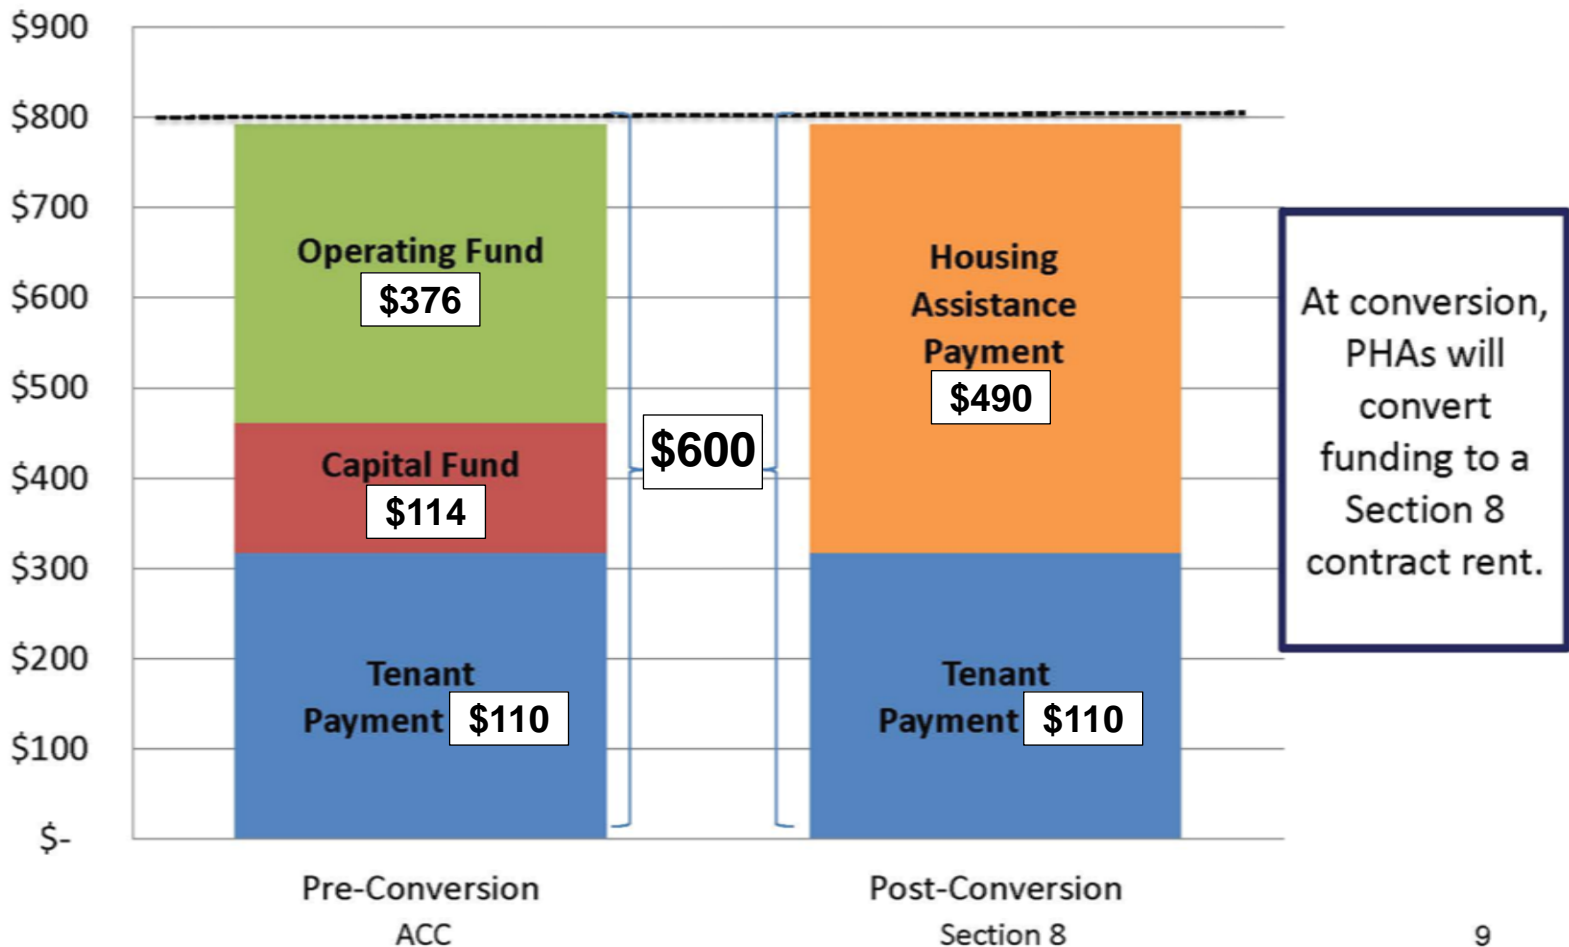 $900
$800
$700
$600
$500
$400
$300
$200
$100
$-
Operating Fund
$376
Capital Fund
$114
Tenant
Payment $110
$600
Housing
Assistance
Payment
$490
Tenant
Payment $110
At conversion,
PHAs will
convert
funding to a
Section 8
contract rent.
Pre-Conversion
ACC
Post-Conversion
Section 8
9